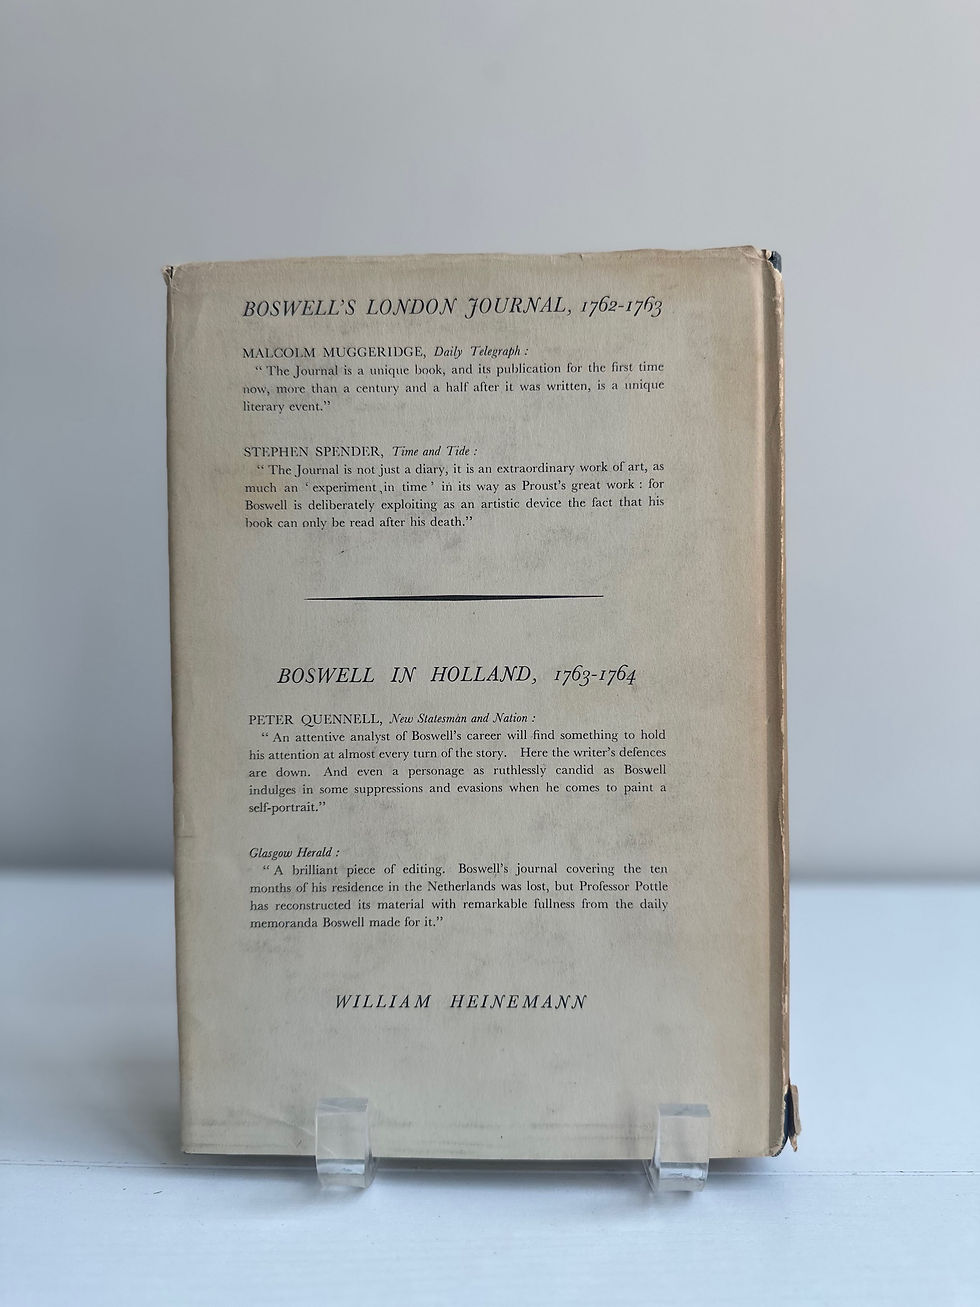 BOSWELL'S LONDON JOURNAL, 1762-1763
MALCOLM MUGGERIDGE, Daily Telegraph :
“ The Journal is a unique book, and its publication for the first time
now, more than a century and a half after it was written, is a unique
literary event.”
STEPHEN SPENDER, Time and Tide :
“ The Journal is not just a diary, it is an extraordinary work of art, as
much an ‘ experiment in time ’ in its way as Proust's great work : for
Boswell is deliberately exploiting as an artistic device the fact that his
book can only be read after his death.”
BOSWELL IN HOLLAND, 1763-1764
PETER QUENNELL, New Statesman and Nation :
“ An attentive analyst of Boswell's career will find something to hold
his attention at almost every turn of the story. Here the writer's defences
are down. And even a personage as ruthlessly candid as Boswell
indulges in some suppressions and evasions when he comes to paint a
self-portrait.”
Glasgow Herald :
“ A brilliant piece of editing. Boswell's journal covering the ten
months of his residence in the Netherlands was lost, but Professor Pottle
has reconstructed its material with remarkable fullness from the daily
memoranda Boswell made for it.”
WILLIAM HEINEMANN